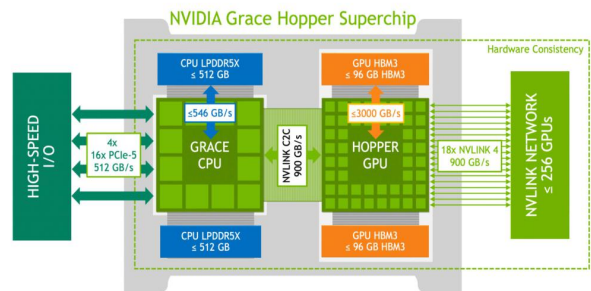 NVIDIA Grace Hopper Superchip
Hardware Consistency
CPU LPDDR5X
≤ 512 GB
GPU HBM3
≤ 96 GB HBM3
≤546 GB/s
≤3000 GB/s
HIGH-SPEED
I/O
4x
16x PCIe-5
512 GB/s
GRACE
CPU
NVLINK C2C
900 GB/s
HOPPER
GPU
18x NVLINK 4
900 GB/s
NVLINK NETWORK
≤ 256 GPUs
CPU LPDDR5X
≤ 512 GB
GPU HBM3
≤ 96 GB HBM3